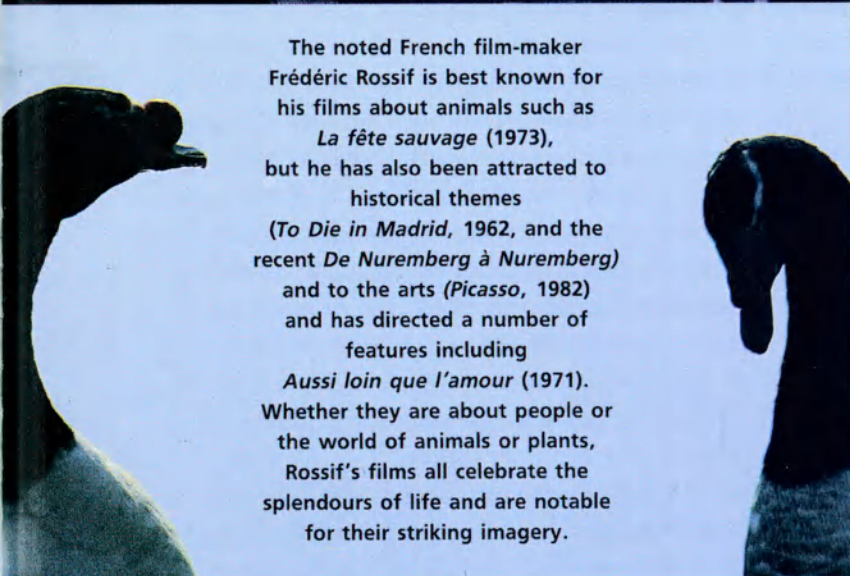 The noted French film-maker
Frédéric Rossif is best known for
his films about animals such as
La fête sauvage (1973),
but he has also been attracted to
historical themes
(To Die in Madrid, 1962, and the
recent De Nuremberg à Nuremberg)
and to the arts (Picasso, 1982)
and has directed a number of
features including
Aussi loin que l'amour (1971).
Whether they are about people or
the world of animals or plants,
Rossif's films all celebrate the
splendours of life and are notable
for their striking imagery.